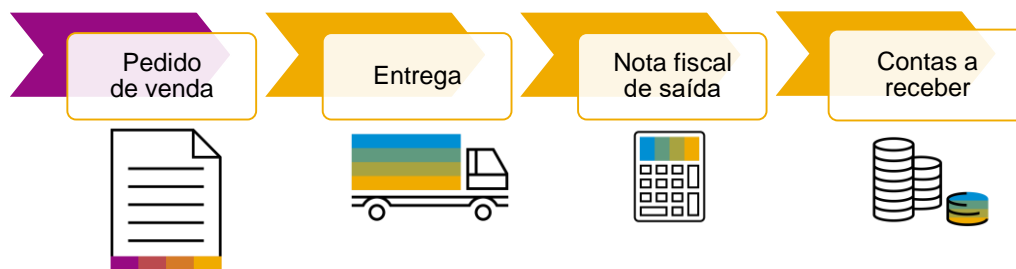 Pedido
de venda
Entrega
Nota fiscal
de saída
Contas a
receber